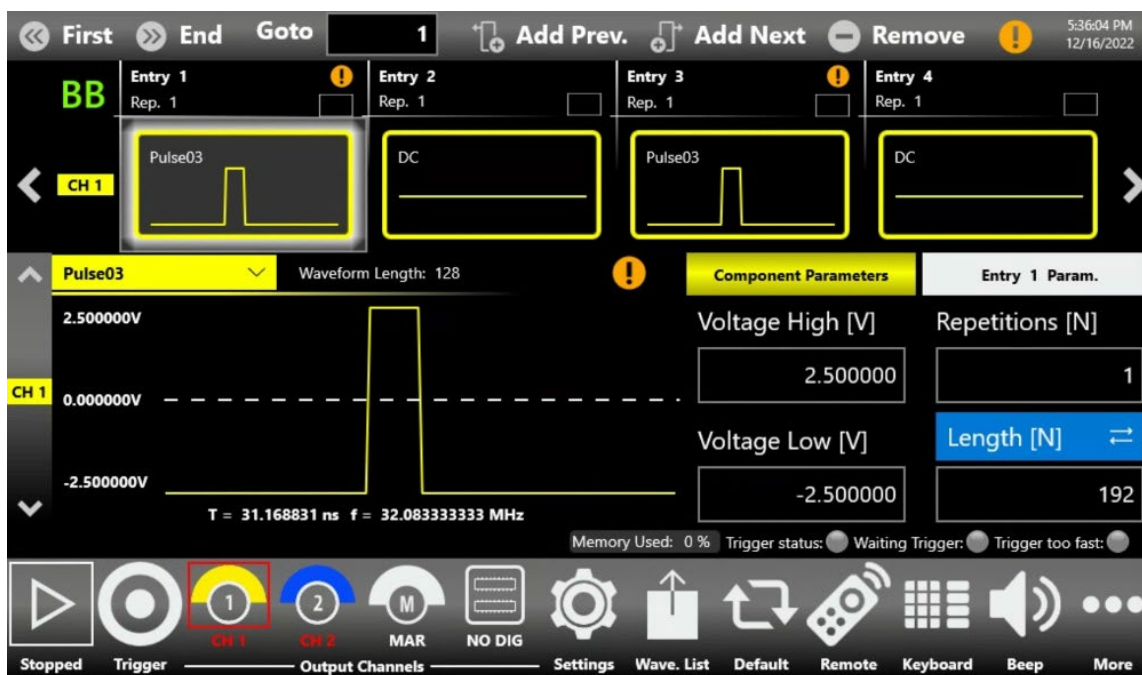 First End Goto 1 Add Prev. Add Next Remove ! 5:36:04 PM
12/16/2022
BB
Entry 1 ! Entry 2 Entry 3 ! Entry 4
Rep. 1 Rep. 1 Rep. 1 Rep. 1
Pulse03 DC Pulse03 DC
CH 1
Pulse03 Waveform Length: 128 ! Component Parameters Entry 1 Param.
2.500000V
0.000000V
-2.500000V
CH 1
T = 31.168831 ns f = 32.083333333 MHz
Voltage High [V] Repetitions [N]
2.500000 1
Voltage Low [V] Length [N]
-2.500000 192
Memory Used: 0 % Trigger status: Waiting Trigger: Trigger too fast:
1 2 M
CH 1 CH 2 MAR NO DIG
Stopped Trigger Output Channels Settings Wave. List Default Remote Keyboard Beep More